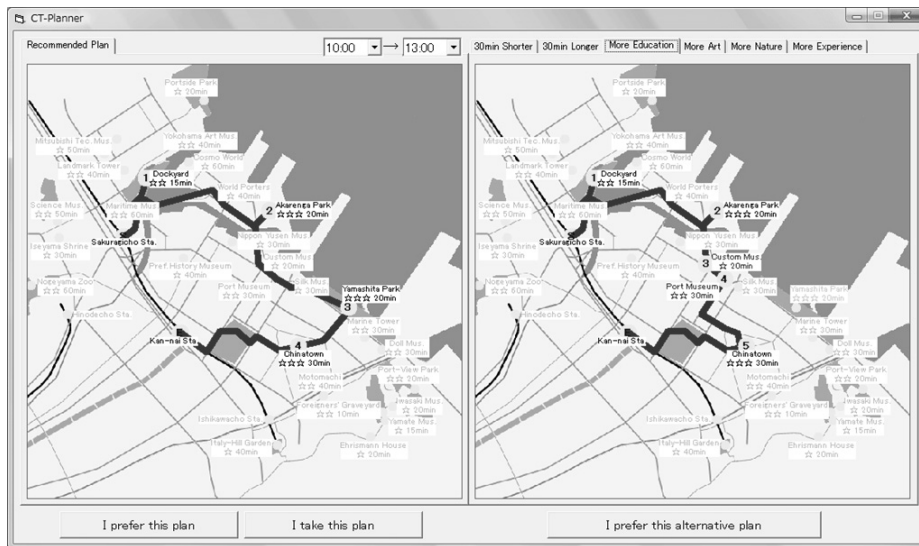 CT-Planner
Recommended Plan
10:00 → 13:00
30min Shorter
30min Longer
More Education
More Art
More Nature
More Experience
Portside Park
☆ 20min
Yokohama Art Mus.
☆☆ 40min
Mitsubishi Tec. Mus.
☆ 50min
Cosmo World
☆☆ 60min
Landmark Tower
☆☆ 40min
1
Dockyard
☆☆ 15min
World Porters
☆☆ 40min
Science Mus.
☆☆ 50min
Maritime Mus.
☆☆ 60min
2
Akarenga Park
☆☆☆ 20min
Sakuragicho Sta.
Nippon Yusen Mus.
☆ 30min
Iseyama Shrine
☆ 30min
Custom Mus.
☆ 20min
Pref. History Museum
☆ 40min
Nogeyama Zoo
☆☆ 60min
Port Museum
☆☆ 30min
Silk Mus.
☆ 30min
Yamashita Park
☆☆☆ 20min
3
Hinodecho Sta.
Marine Tower
☆☆ 30min
Kan-nai Sta.
4
Chinatown
☆☆☆ 30min
Doll Mus.
☆☆ 30min
Port-View Park
☆☆ 20min
Motomachi
☆☆ 40min
Foreigners' Graveyard
☆☆ 10min
Iwasaki Mus.
☆ 20min
Yamate Mus.
☆ 15min
Ishikawacho Sta.
Italy-Hill Garden
☆ 40min
Ehrismann House
☆ 20min
Portside Park
☆ 20min
Yokohama Art Mus.
☆☆ 40min
Mitsubishi Tec. Mus.
☆ 50min
Cosmo World
☆☆ 60min
Landmark Tower
☆☆ 40min
1
Dockyard
☆☆ 15min
World Porters
☆☆ 40min
Science Mus.
☆☆ 50min
Maritime Mus.
☆☆ 60min
2
Akarenga Park
☆☆☆ 20min
Sakuragicho Sta.
Nippon Yusen Mus.
☆ 30min
Iseyama Shrine
☆ 30min
3
Custom Mus.
☆ 20min
Pref. History Museum
☆ 40min
4
Nogeyama Zoo
☆☆ 60min
Port Museum
☆☆ 30min
Silk Mus.
☆ 30min
Yamashita Park
☆☆☆ 20min
Hinodecho Sta.
Marine Tower
☆☆ 30min
Kan-nai Sta.
5
Chinatown
☆☆☆ 30min
Doll Mus.
☆☆ 30min
Port-View Park
☆☆ 20min
Motomachi
☆☆ 40min
Foreigners' Graveyard
☆☆ 10min
Iwasaki Mus.
☆ 20min
Yamate Mus.
☆ 15min
Ishikawacho Sta.
Italy-Hill Garden
☆ 40min
Ehrismann House
☆ 20min
I prefer this plan
I take this plan
I prefer this alternative plan